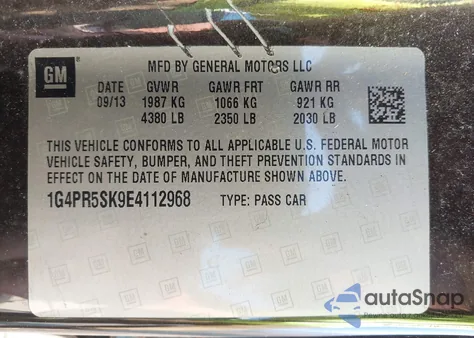 GM
MFD BY GENERAL MOTORS LLC
DATE GVWR GAWR FRT GAWR RR
09/13 1987 KG 1066 KG 921 KG
4380 LB 2350 LB 2030 LB
THIS VEHICLE CONFORMS TO ALL APPLICABLE U.S. FEDERAL MOTOR
VEHICLE SAFETY, BUMPER, AND THEFT PREVENTION STANDARDS IN
EFFECT ON THE DATE OF MANUFACTURE SHOWN ABOVE.
1G4PR5SK9E4112968 TYPE: PASS CAR
autaSnap
Pewne auta z